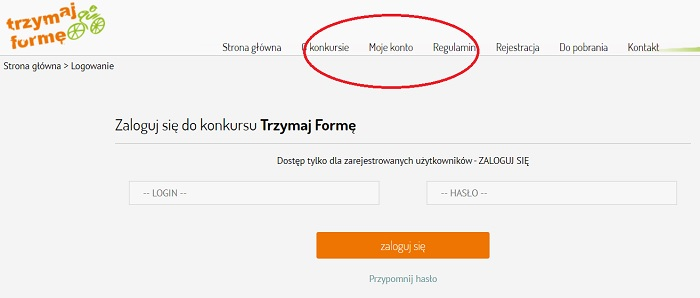 trzymaj
formę
Strona główna O konkursie Moje konto Regulamin Rejestracja Do pobrania Kontakt
Strona główna > Logowanie
Zaloguj się do konkursu Trzymaj Formę
Dostęp tylko dla zarejestrowanych użytkowników - ZALOGUJ SIĘ
-- LOGIN -- -- HASŁO --
zaloguj się
Przypomnij hasło